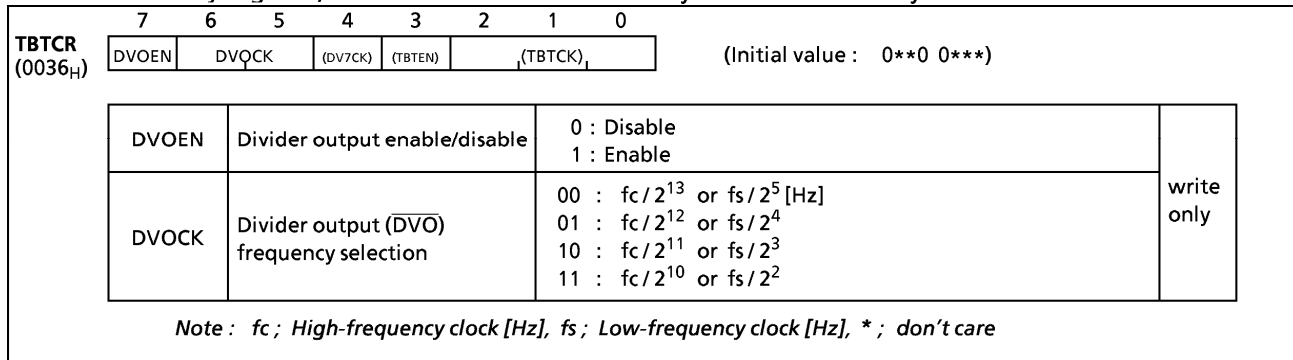 7 6 5 4 3 2 1 0
TBTCR DVOEN DVOCK (DV7CK) (TBTEN) (TBTCK) (Initial value : 0**0 0***)
(0036H)
DVOEN Divider output enable/disable 0 : Disable
1 : Enable
write only
DVOCK Divider output (DVO) frequency selection 00 : fc/2^13 or fs/2^5 [Hz]
01 : fc/2^12 or fs/2^4
10 : fc/2^11 or fs/2^3
11 : fc/2^10 or fs/2^2
Note : fc ; High-frequency clock [Hz], fs ; Low-frequency clock [Hz], * ; don't care